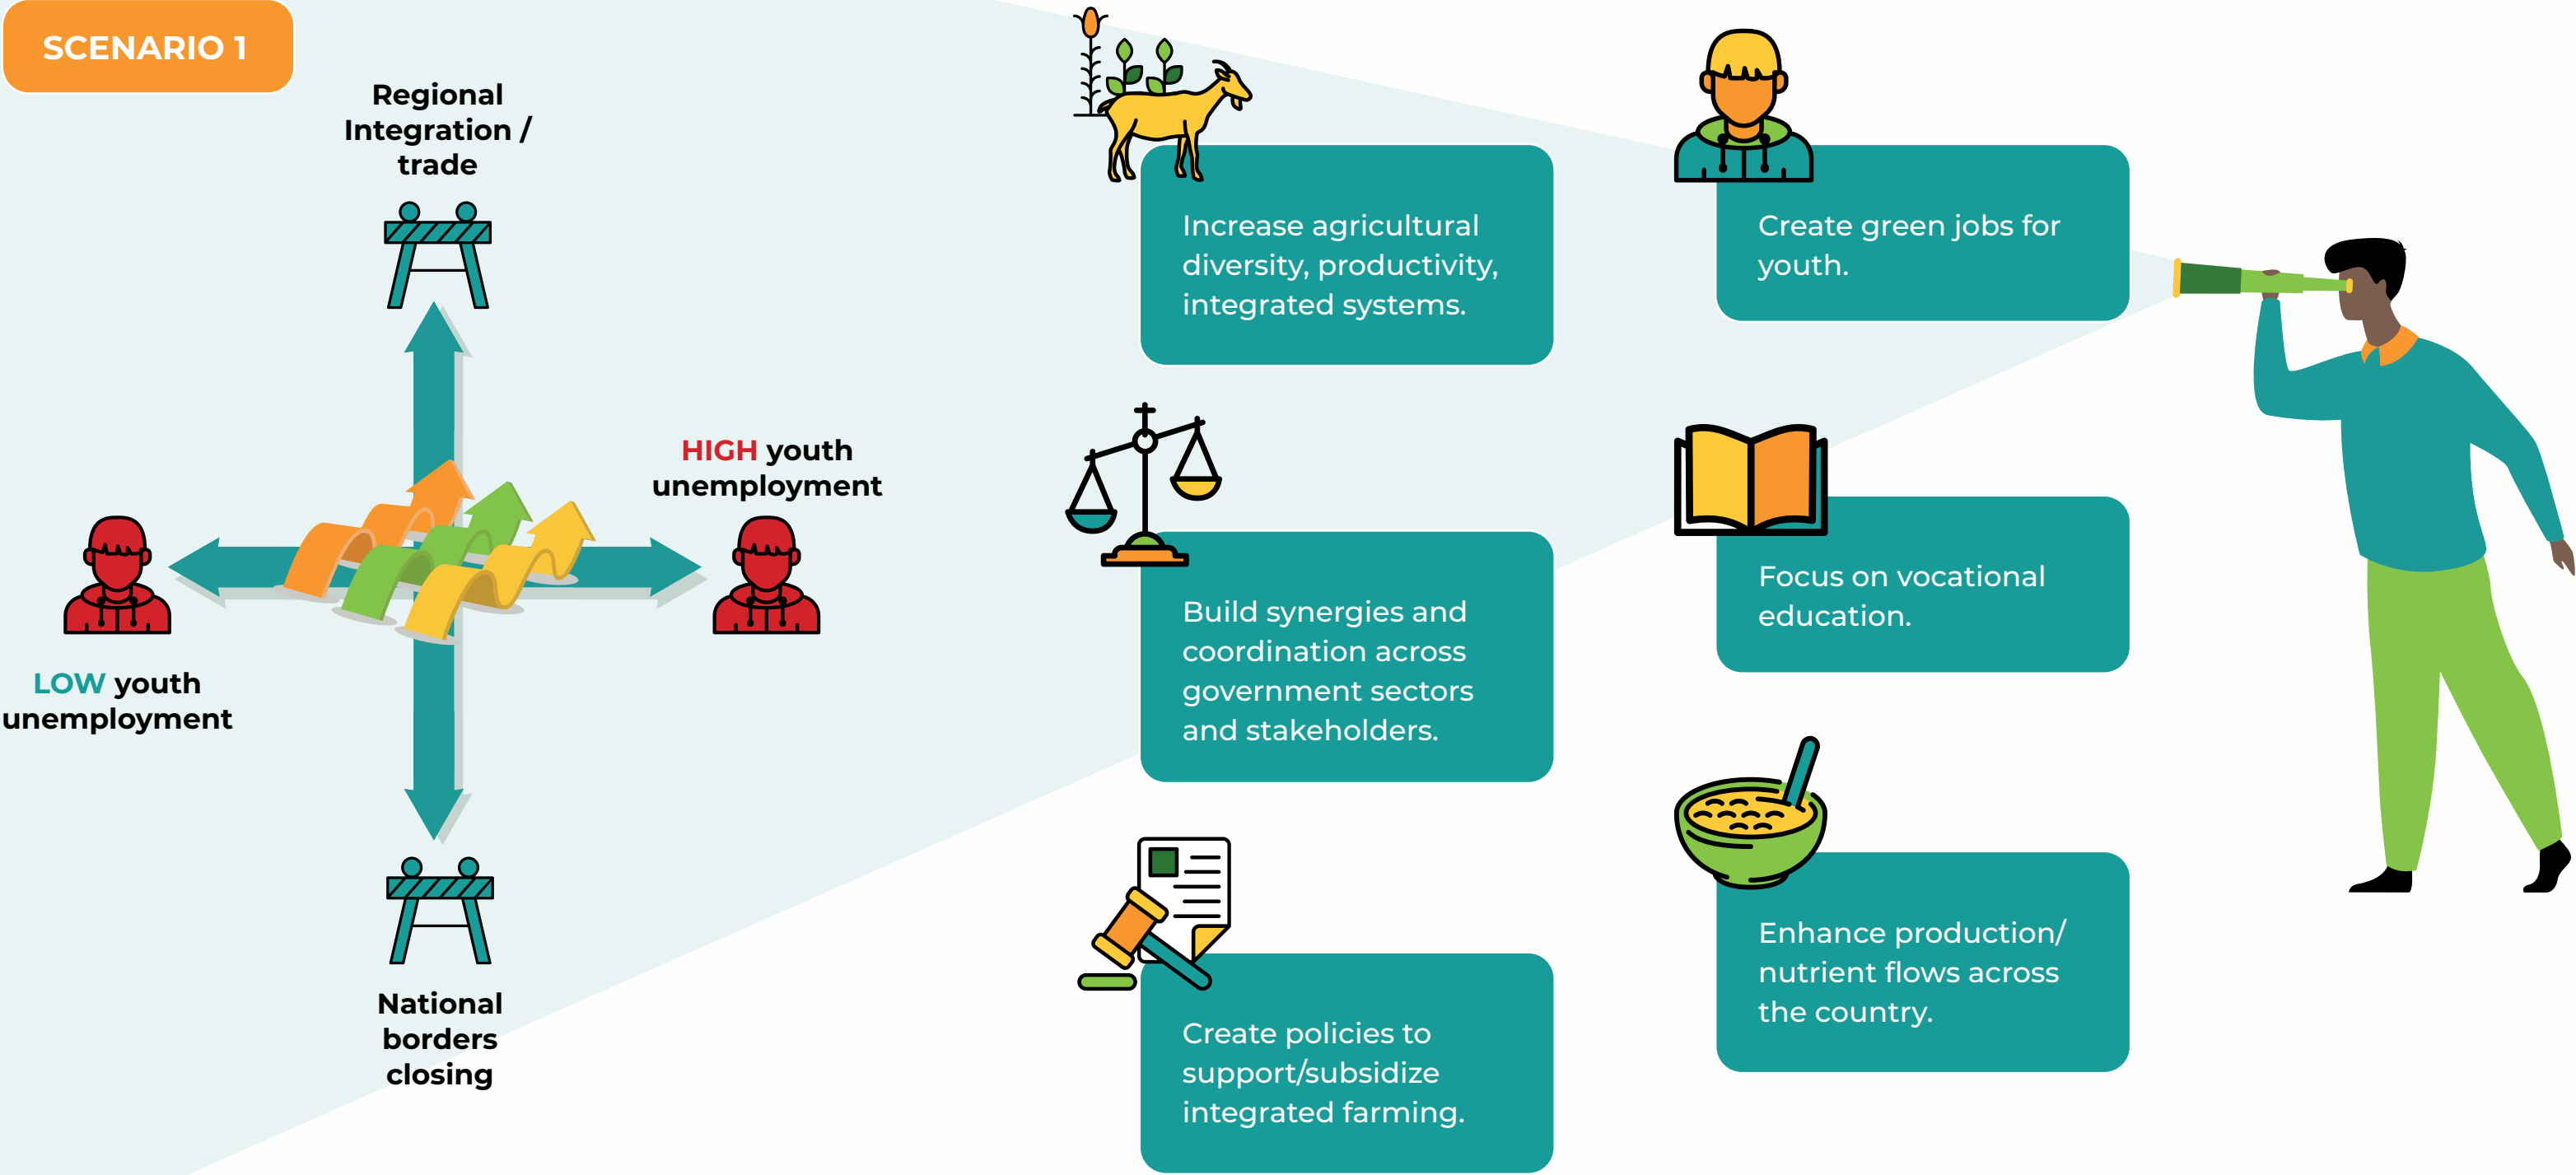 SCENARIO 1
Regional
Integration /
trade
HIGH youth
unemployment
LOW youth
unemployment
National
borders
closing
Increase agricultural
diversity, productivity,
integrated systems.
Build synergies and
coordination across
government sectors
and stakeholders.
Create policies to
support/subsidize
integrated farming.
Create green jobs for
youth.
Focus on vocational
education.
Enhance production/
nutrient flows across
the country.